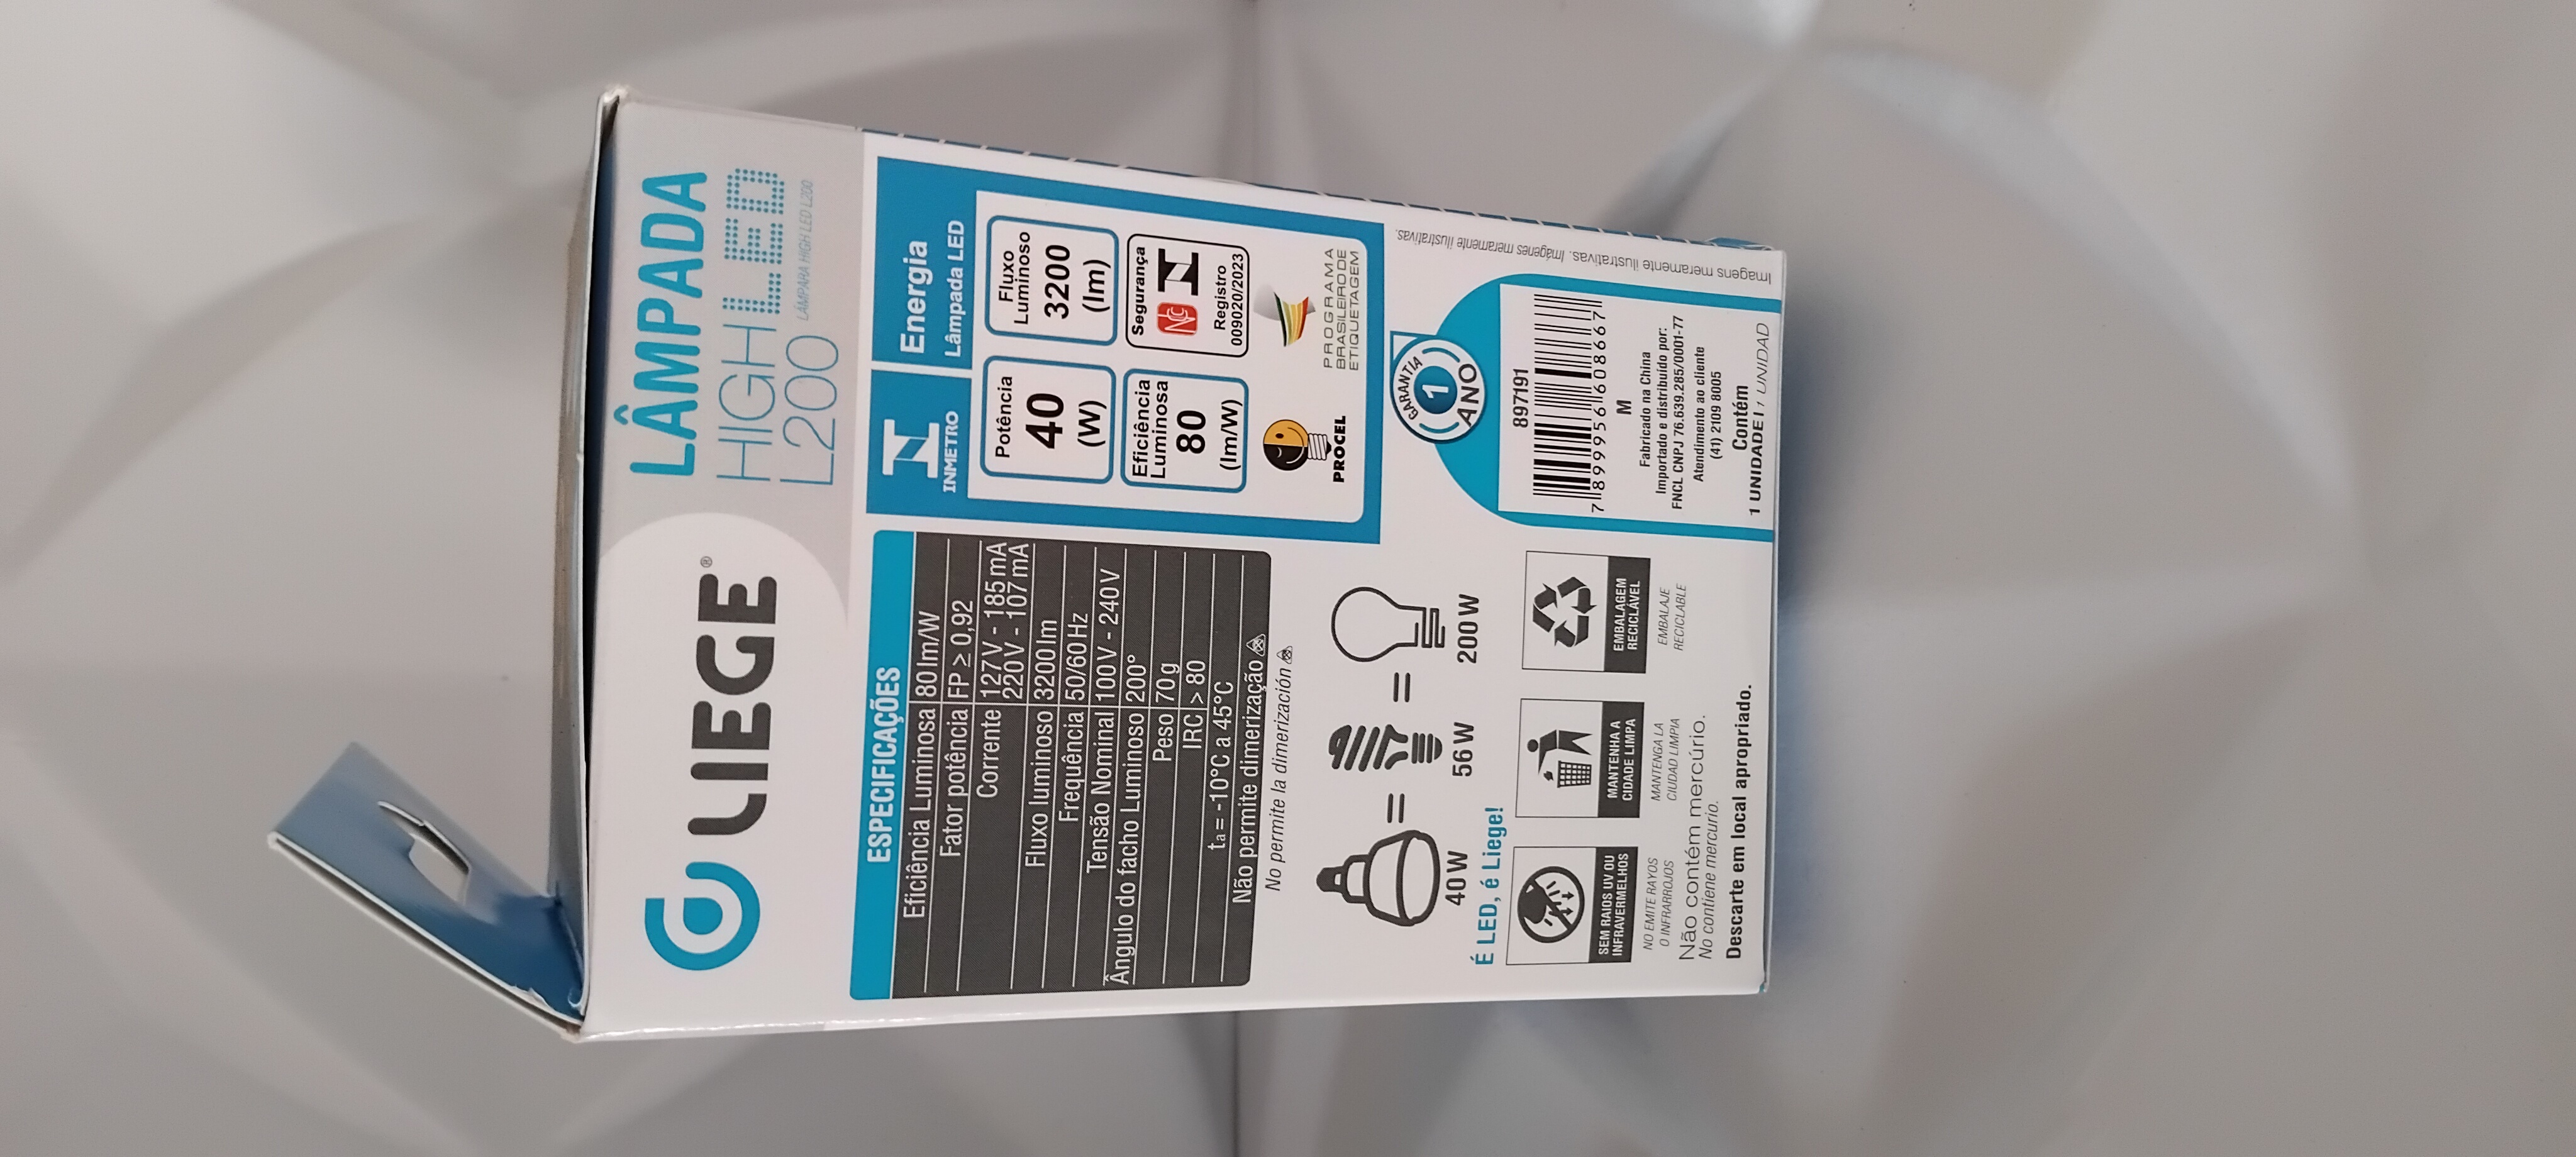 LIEGE®
LÂMPADA
HIGH LED
L200 LÁMPARA HIGH LED L200
ESPECIFICAÇÕES
Eficiência Luminosa 80 lm/W
Fator potência FP ≥ 0,92
Corrente 127 V - 185 mA
220 V - 107 mA
Fluxo luminoso 3200 lm
Frequência 50/60 Hz
Tensão Nominal 100 V - 240 V
Ângulo do facho Luminoso 200°
Peso 70 g
IRC > 80
ta = -10°C a 45°C
Não permite dimerização
No permite la dimerización
40 W = 56 W = 200 W
É LED, é Liege!
SEM RAIOS UV OU
INFRAVERMELHOS
NO EMITE RAYOS
O INFRARROJOS
MANTENHA A
CIDADE LIMPA
MANTENGA LA
CIUDAD LIMPIA
EMBALAGEM
RECICLÁVEL
EMBALAJE
RECICLABLE
Não contém mercúrio.
No contiene mercurio.
Descarte em local apropriado.
INMETRO
Energia
Lâmpada LED
Potência
40
(W)
Fluxo
Luminoso
3200
(lm)
Eficiência
Luminosa
80
(lm/W)
Segurança
Registro
009020/2023
PROCEL
PROGRAMA
BRASILEIRO DE
ETIQUETAGEM
GARANTIA
1
ANO
897191
7 899956 608667
M
Fabricado na China
Importado e distribuído por:
FNCL CNPJ 76.639.285/0001-77
Atendimento ao cliente
(41) 2109 8005
Contém
1 UNIDADE | 1 UNIDAD
Imagens meramente ilustrativas. Imágenes meramente ilustrativas.